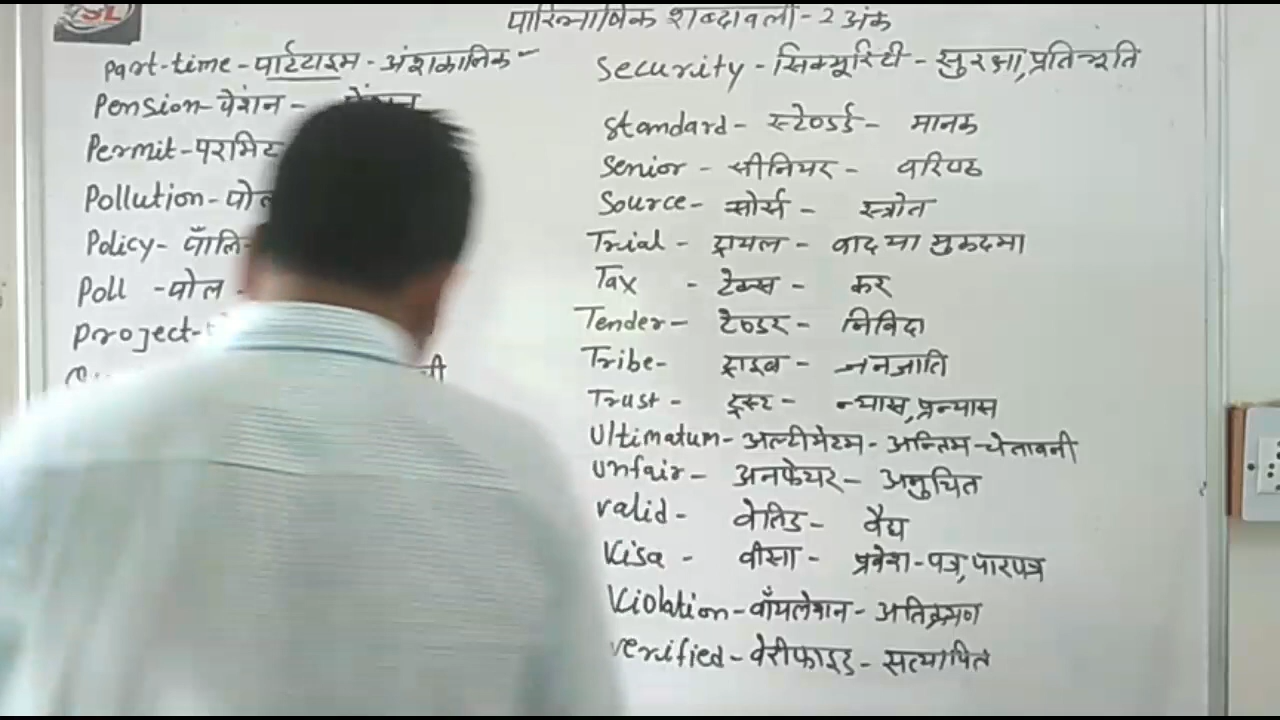 पारिभाषिक शब्दावली - 2 अंक
Part-time - पार्टटाइम - अंशकालिक
Pension - पेंशन -
Permit - परमिट
Pollution -
Policy - पॉलि
Poll - पोल -
Project -
Security - सिक्यूरिटी - सुरक्षा, प्रतिभूति
Standard - स्टेण्डर्ड - मानक
Senior - सीनियर - वरिष्ठ
Source - सोर्स - स्त्रोत
Trial - ट्रायल - वाद या मुकदमा
Tax - टेक्स - कर
Tender - टेण्डर - निविदा
Tribe - ट्राइब - जनजाति
Trust - ट्रस्ट - न्यास, प्रन्यास
Ultimatum - अल्टीमेटम - अन्तिम-चेतावनी
Unfair - अनफेयर - अनुचित
Valid - वेलिड - वैद्य
Visa - वीसा - प्रवेश-पत्र, पारपत्र
Violation - वॉयलेशन - अतिक्रमण
Verified - वेरीफाइड - सत्यापित